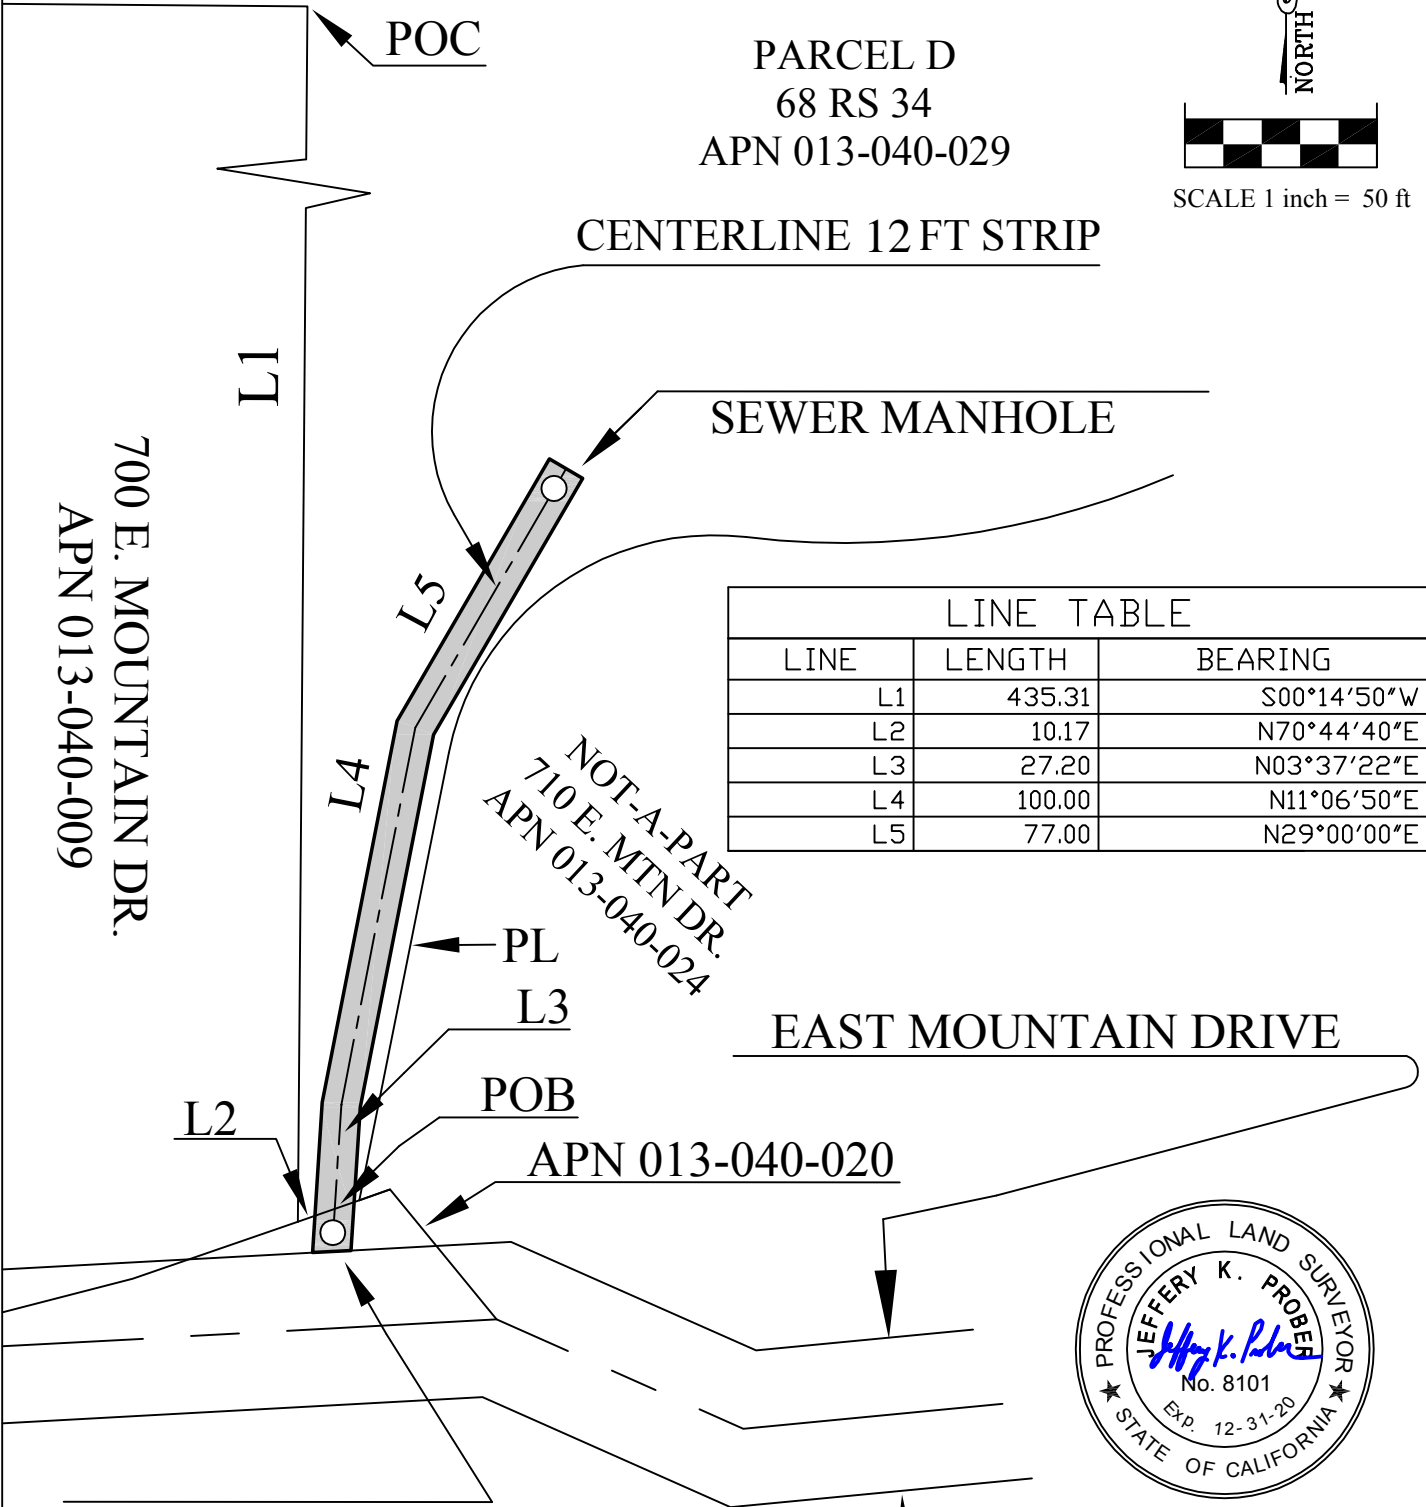 POC
PARCEL D
68 RS 34
APN 013-040-029
NORTH
SCALE 1 inch = 50 ft
CENTERLINE 12 FT STRIP
L1
SEWER MANHOLE
700 E. MOUNTAIN DR.
APN 013-040-009
L5
LINE TABLE
LINE LENGTH BEARING
L1 435.31 S00°14'50"W
L2 10.17 N70°44'40"E
L3 27.20 N03°37'22"E
L4 100.00 N11°06'50"E
L5 77.00 N29°00'00"E
L4
NOT-A-PART
710 E. MTN DR.
APN 013-040-024
PL
L3
EAST MOUNTAIN DRIVE
POB
L2
APN 013-040-020
PROFESSIONAL LAND SURVEYOR
JEFFERY K. PROBER
Jeffery K. Prober
No. 8101
Exp. 12-31-20
STATE OF CALIFORNIA